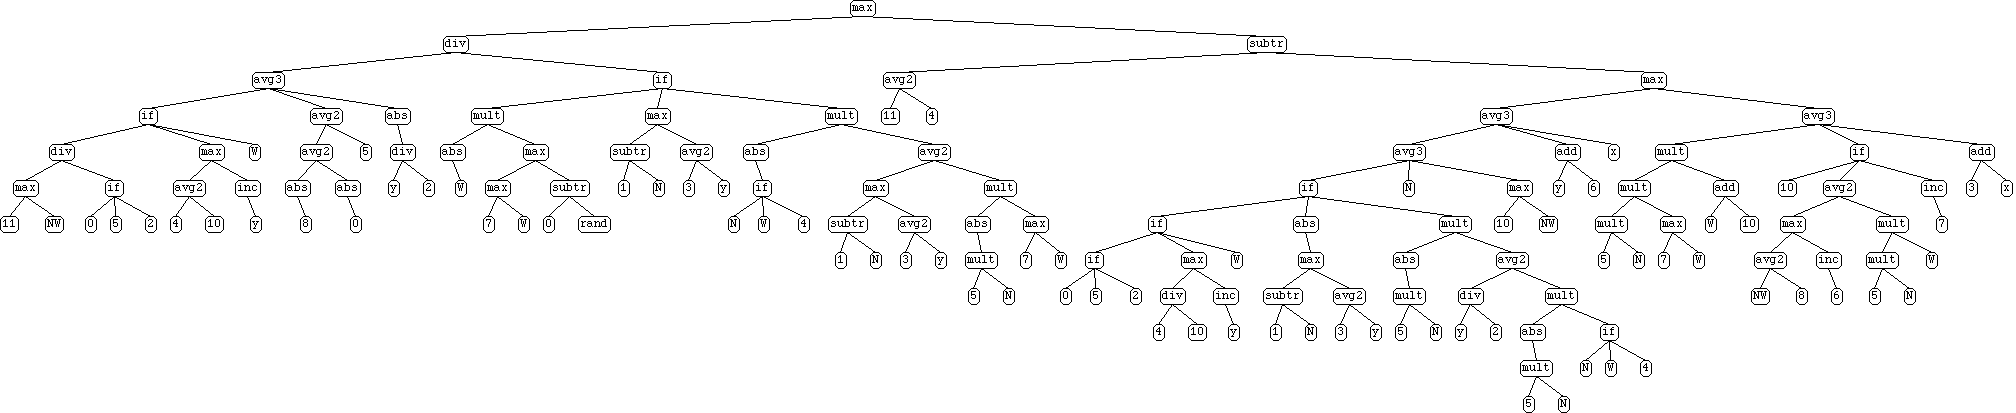 max
div subtr
avg3 if avg2 max
if avg2 abs mult max mult 11 4 avg3 avg3
div max W avg2 5 div abs max subtr avg2 abs avg2 avg3 add x mult if add
max if avg2 inc abs abs y 2 W max subtr 1 N 3 y if max mult if N max y 6 mult add 10 avg2 inc 3 x
11 NW 0 5 2 4 10 y 8 0 7 W 0 rand N W 4 subtr avg2 abs max if abs mult 10 NW mult max W 10 max mult 7
1 N 3 y mult 7 W if max W max abs avg2 5 N 7 W avg2 inc mult W
5 N 0 5 2 div inc subtr avg2 mult div mult NW 8 6 5 N
4 10 y 1 N 3 y 5 N y 2 abs if
mult N W 4
5 N